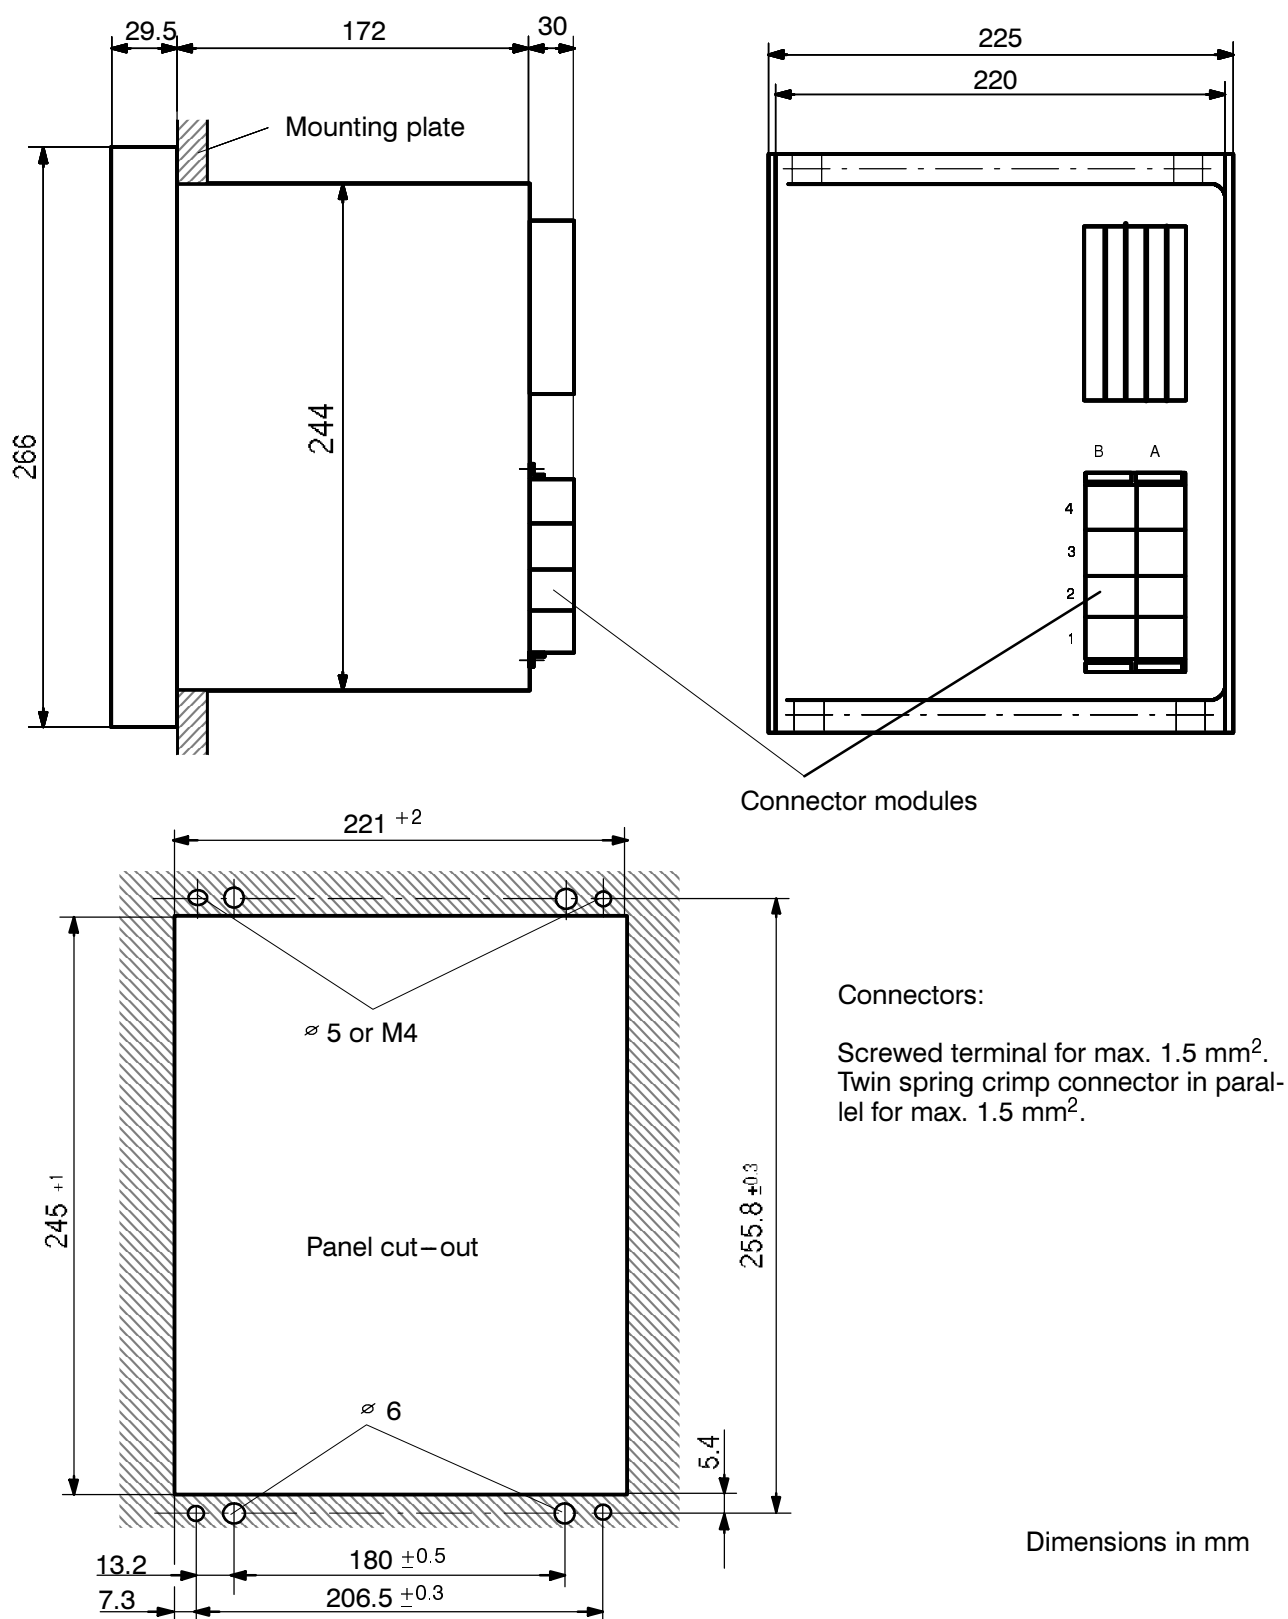 29.5 172 30
225
220
Mounting plate
266
244
B A
4
3
2
1
Connector modules
221 +2
⌀ 5 or M4
Connectors:
Screwed terminal for max. 1.5 mm².
Twin spring crimp connector in paral-
lel for max. 1.5 mm².
245 +1
255.8 ±0.3
Panel cut–out
⌀ 6
5.4
Dimensions in mm
13.2 180 ±0.5
7.3 206.5 ±0.3